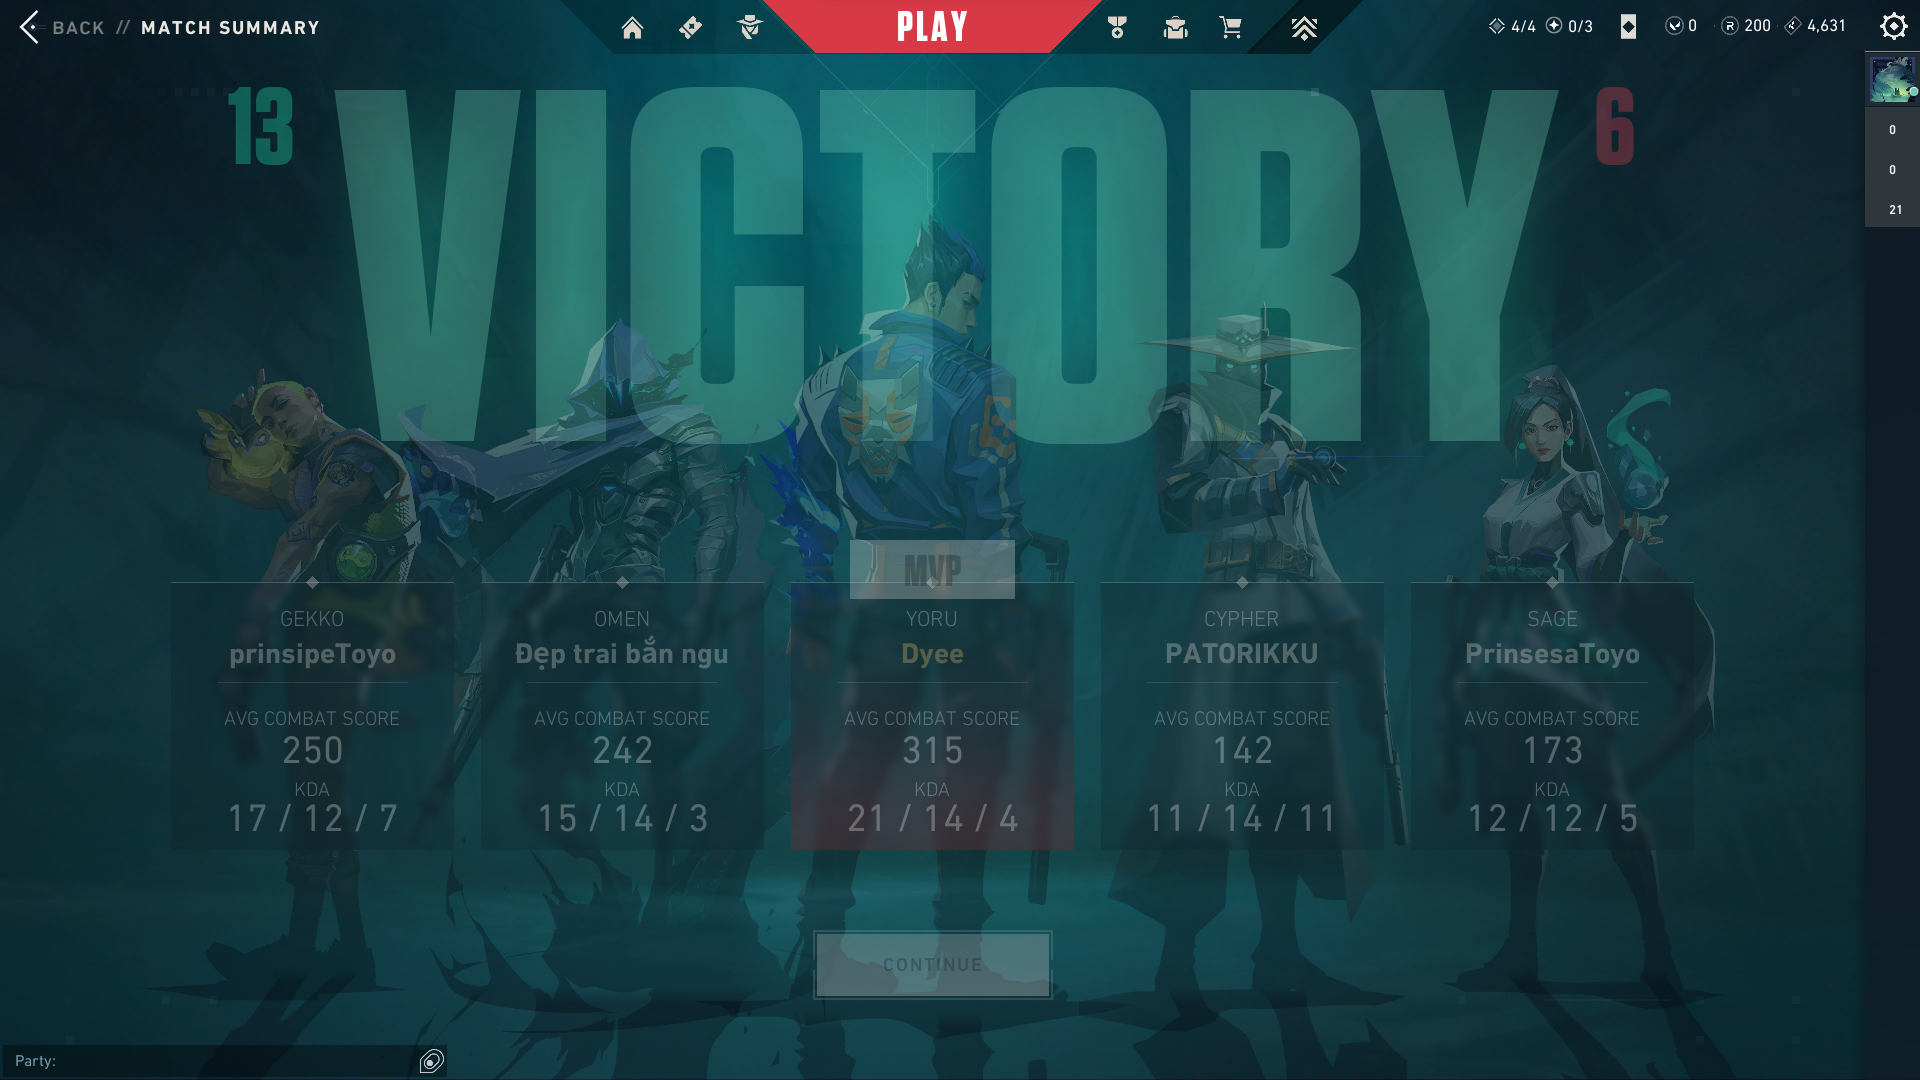 BACK // MATCH SUMMARY
PLAY
4/4 0/3 0 200 4,631
0
0
21
13 VICTORY 6
MVP
GEKKO
prinsipeToyo
AVG COMBAT SCORE
250
KDA
17 / 12 / 7
OMEN
Đẹp trai bắn ngu
AVG COMBAT SCORE
242
KDA
15 / 14 / 3
YORU
Dyee
AVG COMBAT SCORE
315
KDA
21 / 14 / 4
CYPHER
PATORIKKU
AVG COMBAT SCORE
142
KDA
11 / 14 / 11
SAGE
PrinsesaToyo
AVG COMBAT SCORE
173
KDA
12 / 12 / 5
CONTINUE
Party: